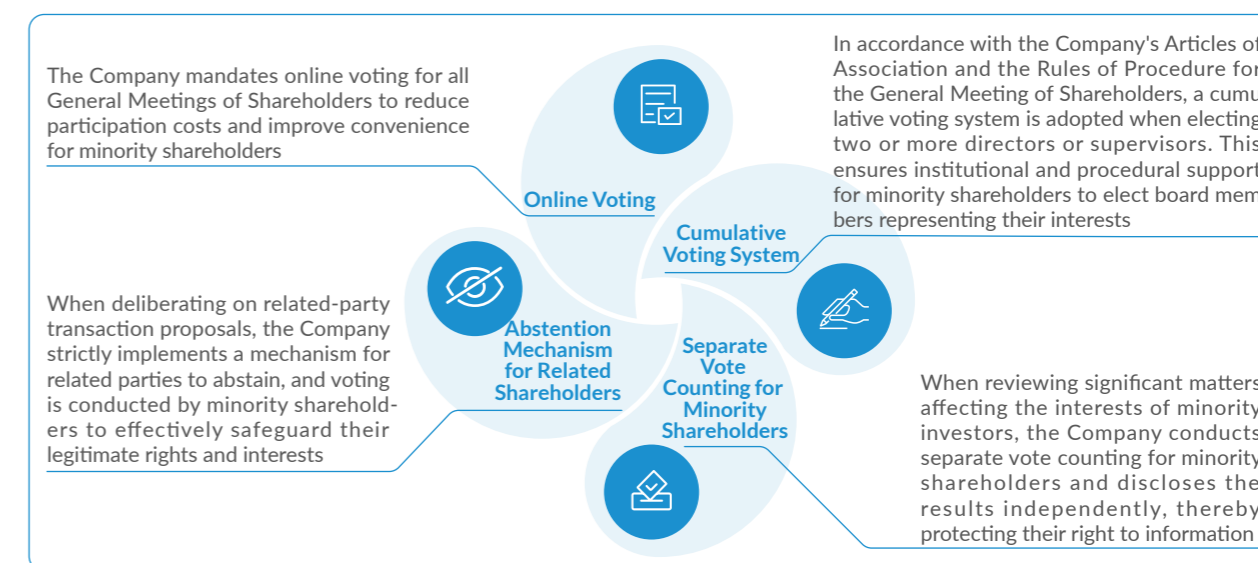 The Company mandates online voting for all
General Meetings of Shareholders to reduce
participation costs and improve convenience
for minority shareholders
Online Voting
In accordance with the Company's Articles of
Association and the Rules of Procedure for
the General Meeting of Shareholders, a cumu
lative voting system is adopted when electing
two or more directors or supervisors. This
ensures institutional and procedural support
for minority shareholders to elect board mem
bers representing their interests
Cumulative
Voting System
When deliberating on related-party
transaction proposals, the Company
strictly implements a mechanism for
related parties to abstain, and voting
is conducted by minority sharehold-
ers to effectively safeguard their
legitimate rights and interests
Abstention
Mechanism
for Related
Shareholders
Separate
Vote
Counting for
Minority
Shareholders
When reviewing significant matters
affecting the interests of minority
investors, the Company conducts
separate vote counting for minority
shareholders and discloses the
results independently, thereby
protecting their right to information